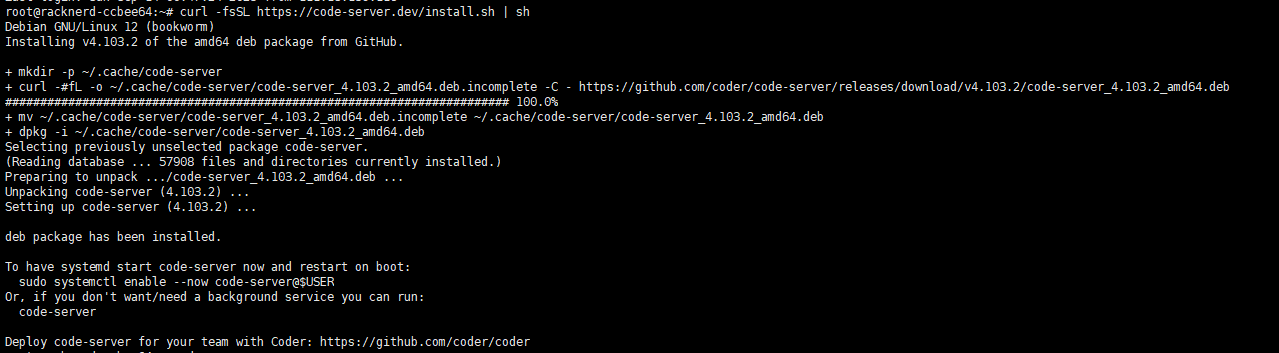 root@racknerd-ccbee64:~# curl -fsSL https://code-server.dev/install.sh | sh
Debian GNU/Linux 12 (bookworm)
Installing v4.103.2 of the amd64 deb package from GitHub.
+ mkdir -p ~/.cache/code-server
+ curl -#fL -o ~/.cache/code-server/code-server_4.103.2_amd64.deb.incomplete -C - https://github.com/coder/code-server/releases/download/v4.103.2/code-server_4.103.2_amd64.deb
######################################################################## 100.0%
+ mv ~/.cache/code-server/code-server_4.103.2_amd64.deb.incomplete ~/.cache/code-server/code-server_4.103.2_amd64.deb
+ dpkg -i ~/.cache/code-server/code-server_4.103.2_amd64.deb
Selecting previously unselected package code-server.
(Reading database ... 57908 files and directories currently installed.)
Preparing to unpack .../code-server_4.103.2_amd64.deb ...
Unpacking code-server (4.103.2) ...
Setting up code-server (4.103.2) ...
deb package has been installed.
To have systemd start code-server now and restart on boot:
  sudo systemctl enable --now code-server@$USER
Or, if you don't want/need a background service you can run:
  code-server
Deploy code-server for your team with Coder: https://github.com/coder/coder